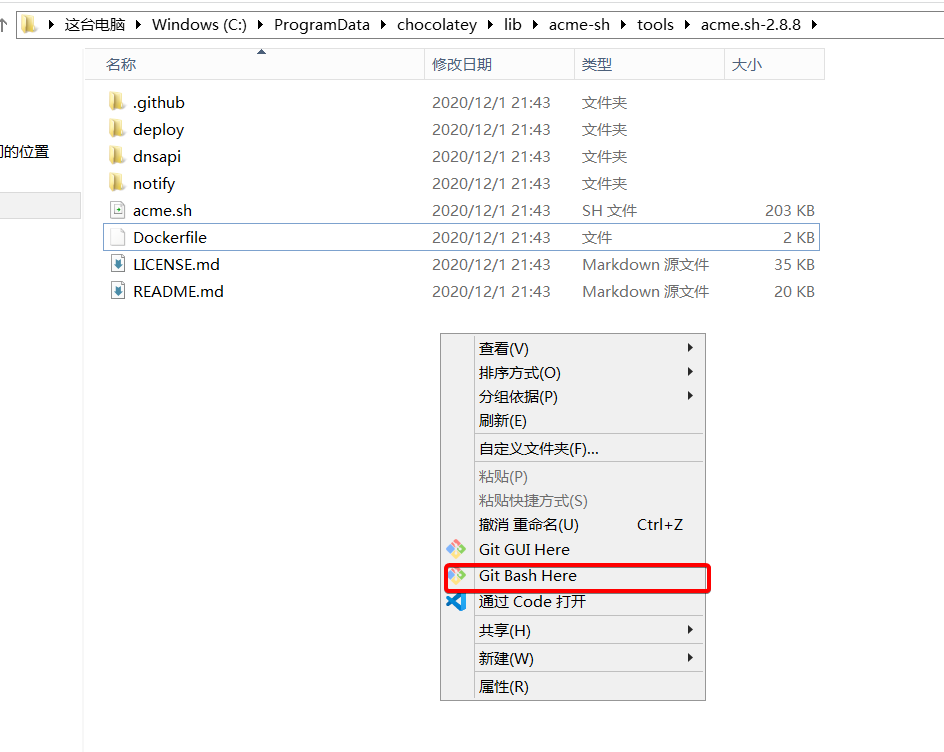 这台电脑 Windows (C:) ProgramData chocolatey lib acme-sh tools acme.sh-2.8.8
名称 修改日期 类型 大小
.github 2020/12/1 21:43 文件夹
deploy 2020/12/1 21:43 文件夹
的位置
dnsapi 2020/12/1 21:43 文件夹
notify 2020/12/1 21:43 文件夹
acme.sh 2020/12/1 21:43 SH 文件 203 KB
Dockerfile 2020/12/1 21:43 文件 2 KB
LICENSE.md 2020/12/1 21:43 Markdown 源文件 35 KB
README.md 2020/12/1 21:43 Markdown 源文件 20 KB
查看(V)
排序方式(O)
分组依据(P)
刷新(E)
自定义文件夹(F)...
粘贴(P)
粘贴快捷方式(S)
撤消 重命名(U) Ctrl+Z
Git GUI Here
Git Bash Here
通过 Code 打开
共享(H)
新建(W)
属性(R)